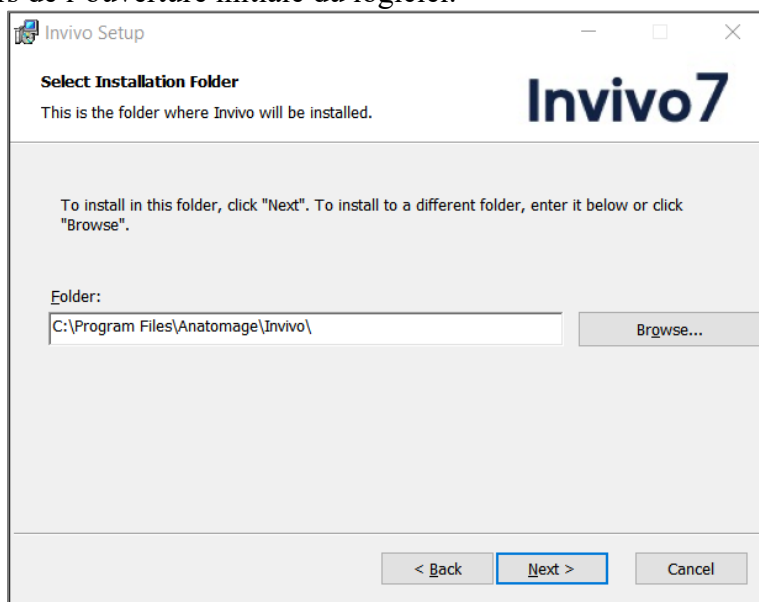 de l'ouverture initiale du logiciel.
Invivo Setup
Select Installation Folder
This is the folder where Invivo will be installed.
Invivo7
To install in this folder, click "Next". To install to a different folder, enter it below or click
"Browse".
Folder:
C:\Program Files\Anatomage\Invivo\
Browse...
< Back
Next >
Cancel